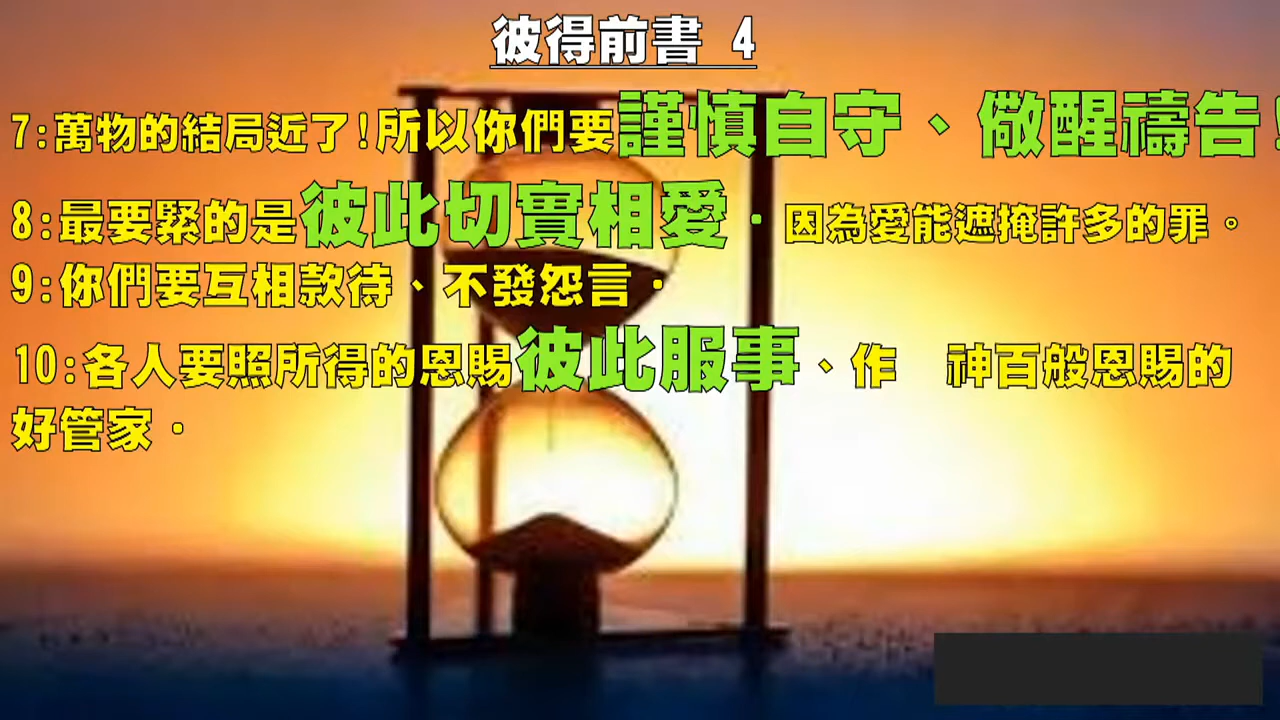 彼得前書 4
7:萬物的結局近了!所以你們要謹慎自守、儆醒禱告!
8:最要緊的是彼此切實相愛．因為愛能遮掩許多的罪。
9:你們要互相款待、不發怨言．
10:各人要照所得的恩賜彼此服事、作　神百般恩賜的
好管家．